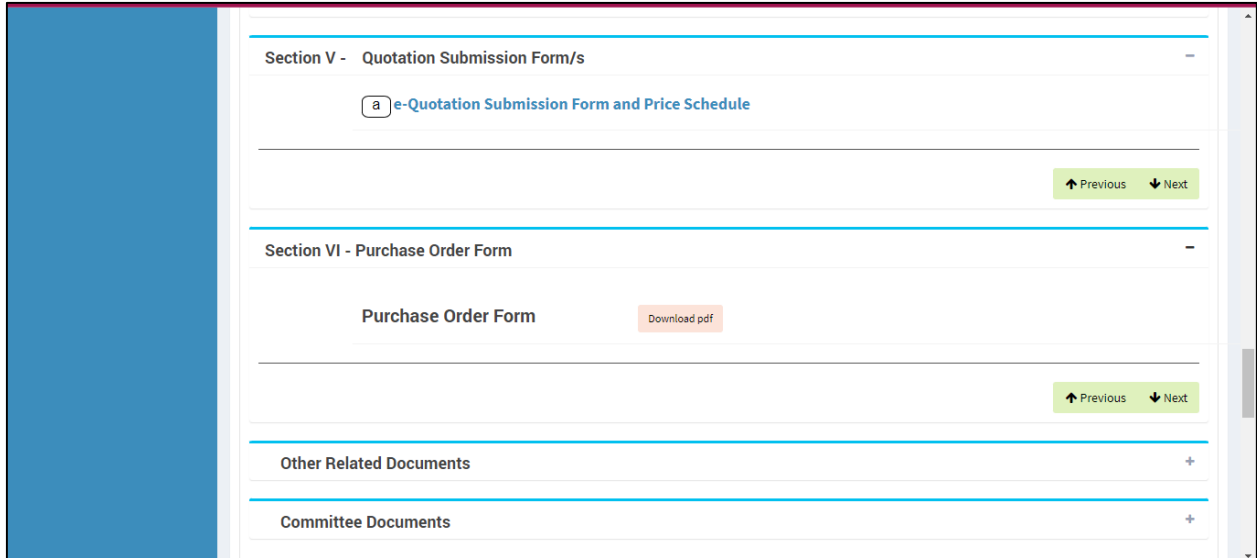 Section V - Quotation Submission Form/s
a e-Quotation Submission Form and Price Schedule
Previous Next
Section VI - Purchase Order Form
Purchase Order Form Download pdf
Previous Next
Other Related Documents
Committee Documents